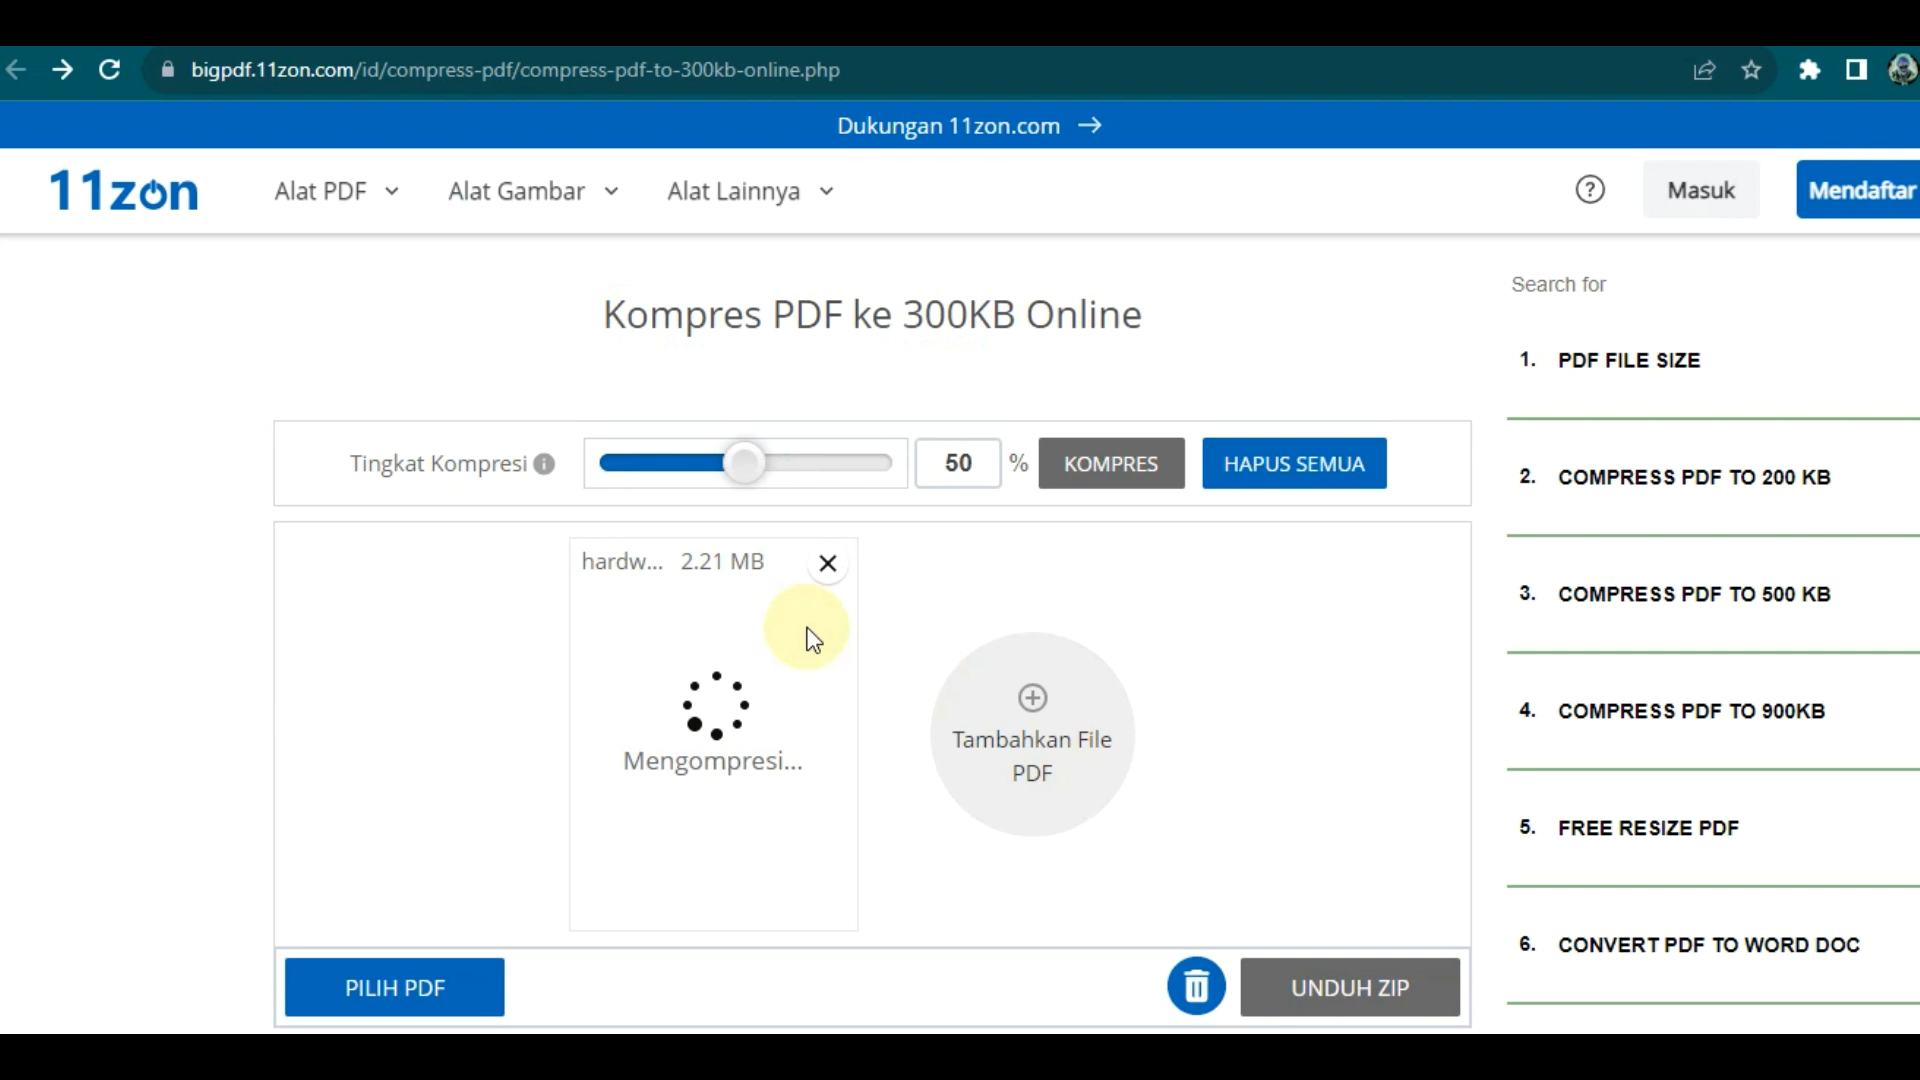 bigpdf.11zon.com/id/compress-pdf/compress-pdf-to-300kb-online.php
Dukungan 11zon.com →
11zon
Alat PDF
Alat Gambar
Alat Lainnya
?
Masuk
Mendaftar
Kompres PDF ke 300KB Online
Tingkat Kompresi
50 %
KOMPRES
HAPUS SEMUA
hardw... 2.21 MB
Mengompresi...
Tambahkan File
PDF
PILIH PDF
UNDUH ZIP
Search for
1. PDF FILE SIZE
2. COMPRESS PDF TO 200 KB
3. COMPRESS PDF TO 500 KB
4. COMPRESS PDF TO 900KB
5. FREE RESIZE PDF
6. CONVERT PDF TO WORD DOC